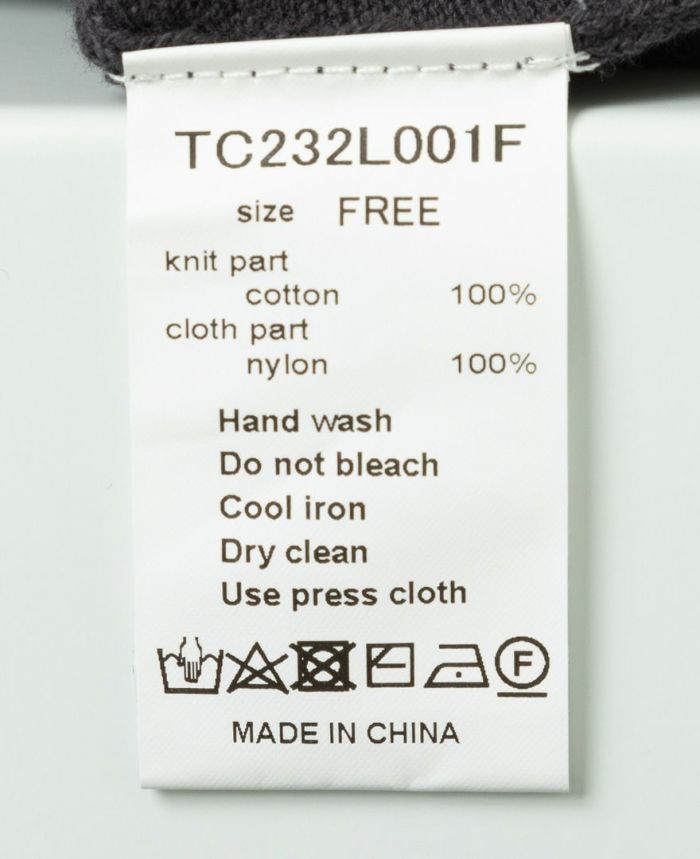 TC232L001F
size FREE
knit part
cotton 100%
cloth part
nylon 100%
Hand wash
Do not bleach
Cool iron
Dry clean
Use press cloth
F
MADE IN CHINA